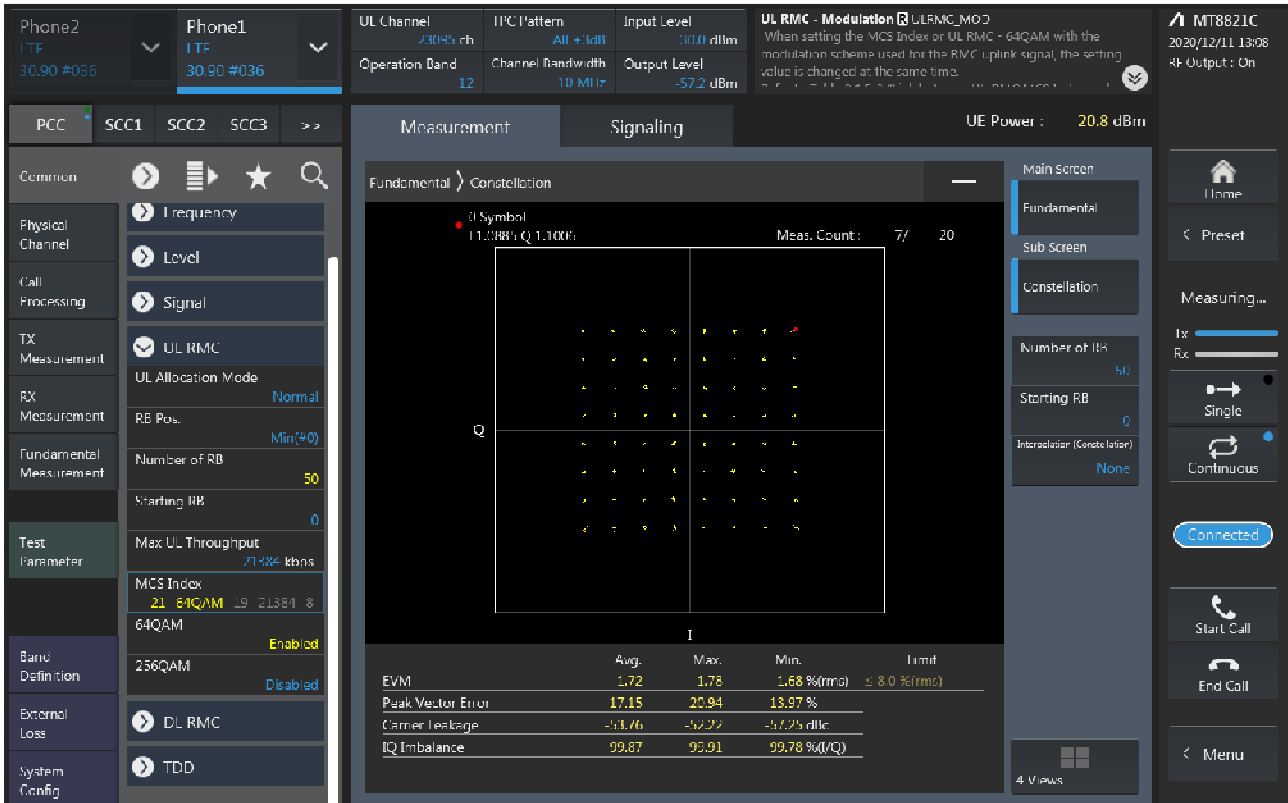 Phone2
LTE
30.90 #036
Phone1
LTE
30.90 #036
UL Channel
23095 ch
TPC Pattern
All +3dB
Input Level
30.0 dBm
Operation Band
12
Channel Bandwidth
10 MHz
Output Level
-57.2 dBm
UL RMC - Modulation R ULRMC_MOD
When setting the MCS Index or UL RMC - 64QAM with the
modulation scheme used for the RMC uplink signal, the setting
value is changed at the same time.
MT8821C
2020/12/11 13:08
RF Output : On
PCC
SCC1
SCC2
SCC3
>>
Measurement
Signaling
UE Power : 20.8 dBm
Common
Physical
Channel
Call
Processing
TX
Measurement
RX
Measurement
Fundamental
Measurement
Test
Parameter
Band
Definition
External
Loss
System
Config
Frequency
Level
Signal
UL RMC
UL Allocation Mode
Normal
RB Pos.
Min(#0)
Number of RB
50
Starting RB
0
Max UL Throughput
21384 kbps
MCS Index
21 64QAM 19 21384 8
64QAM
Enabled
256QAM
Disabled
DL RMC
TDD
Fundamental 〉 Constellation
0 Symbol
I 1.0885 Q 1.1006
Meas. Count : 7/ 20
Q
I
Avg. Max. Min. Limit
EVM 1.72 1.78 1.68 %(rms) ≤ 8.0 %(rms)
Peak Vector Error 17.15 20.94 13.97 %
Carrier Leakage -53.76 -52.22 -57.25 dBc
IQ Imbalance 99.87 99.91 99.78 %(I/Q)
Main Screen
Fundamental
Sub Screen
Constellation
Number of RB
50
Starting RB
0
Interpolation (Constellation)
None
4 Views
Home
< Preset
Measuring...
Tx
Rx
Single
Continuous
Connected
Start Call
End Call
< Menu